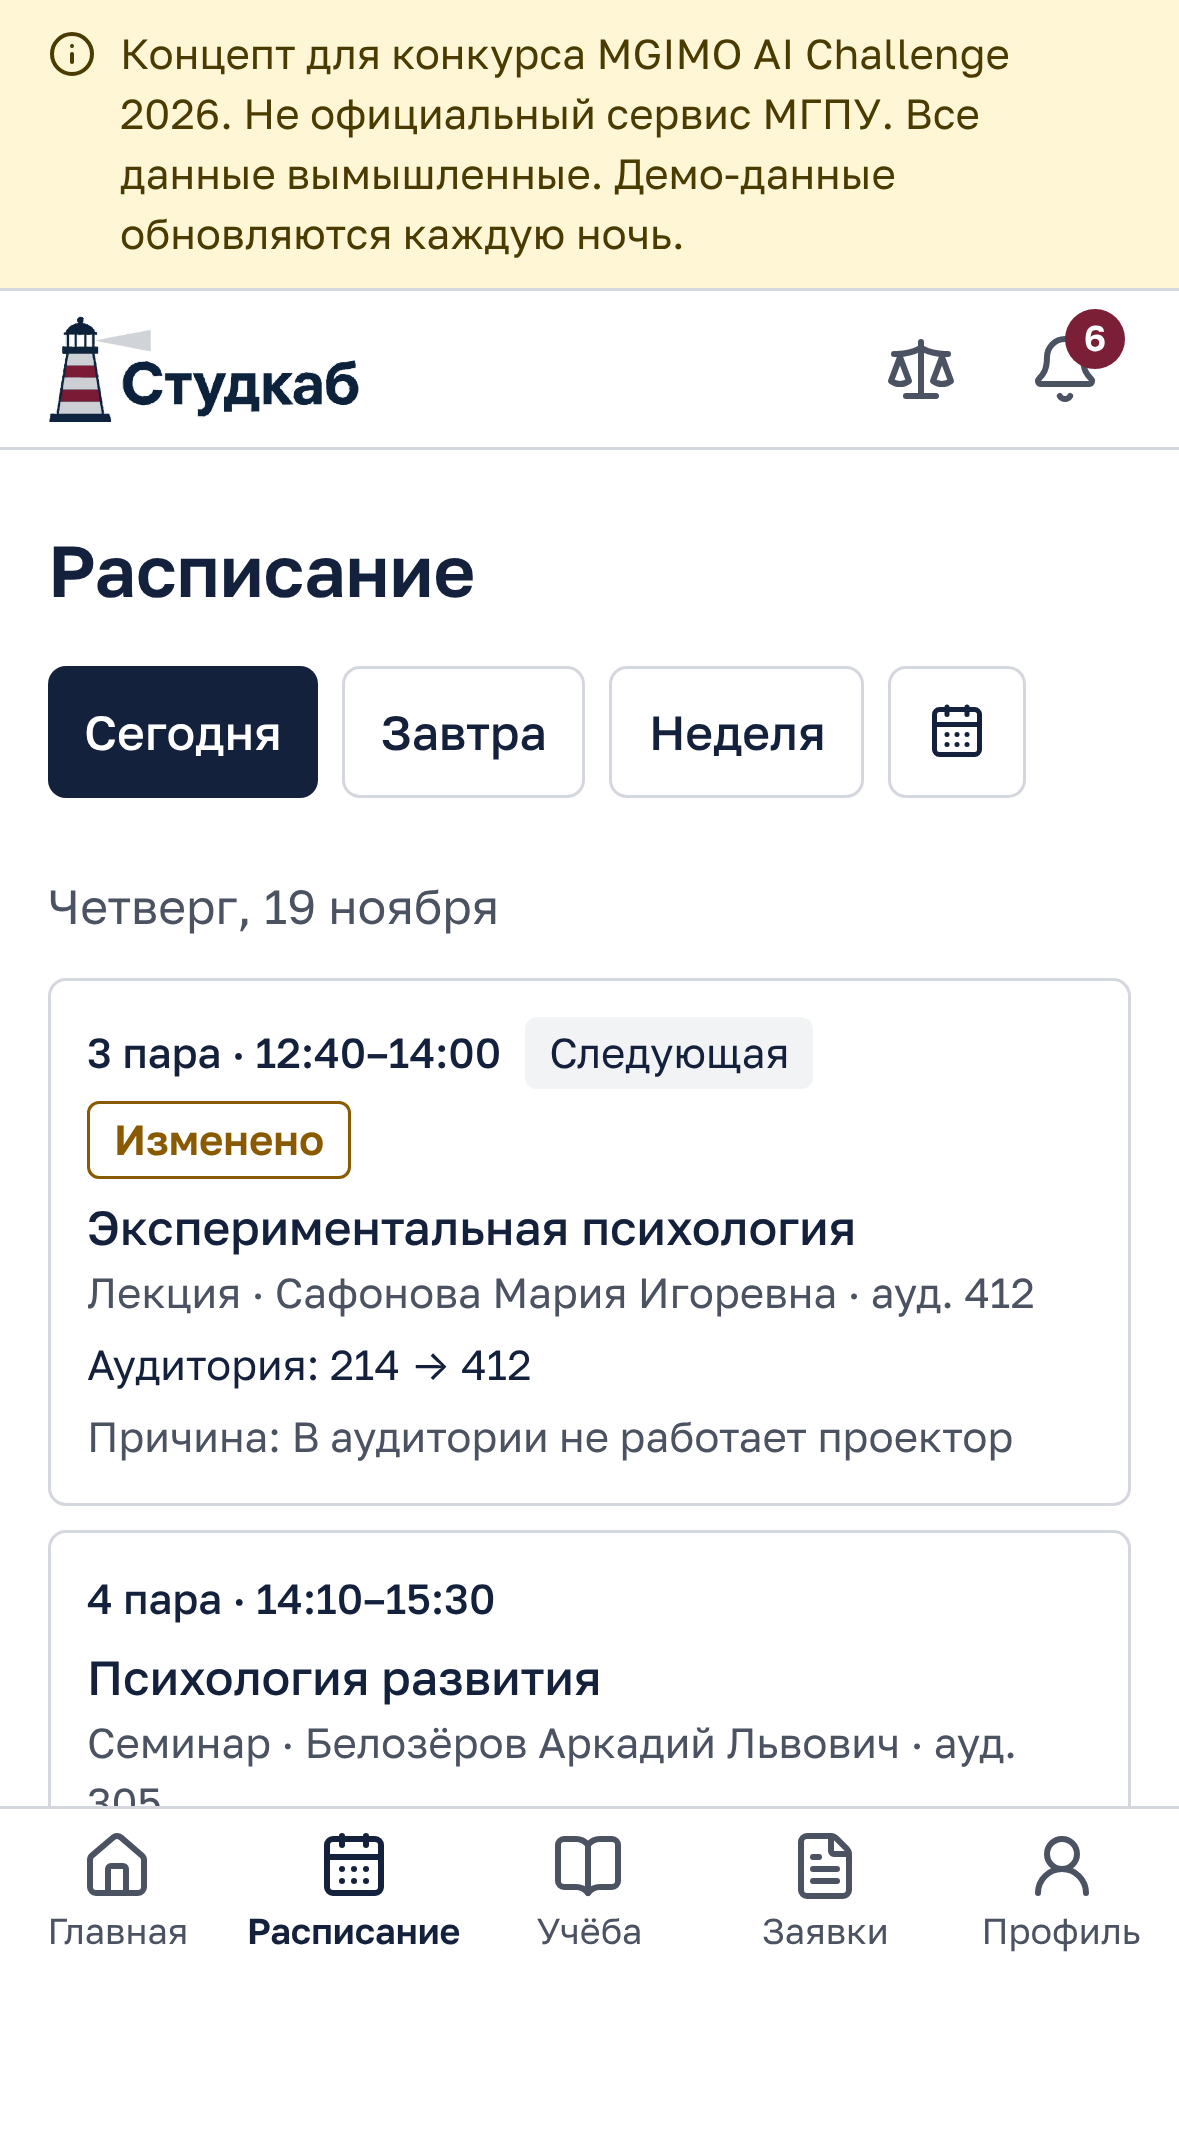 Концепт для конкурса MGIMO AI Challenge
2026. Не официальный сервис МГПУ. Все
данные вымышленные. Демо-данные
обновляются каждую ночь.
Студкаб
6
Расписание
Сегодня
Завтра
Неделя
Четверг, 19 ноября
3 пара · 12:40–14:00
Следующая
Изменено
Экспериментальная психология
Лекция · Сафонова Мария Игоревна · ауд. 412
Аудитория: 214 → 412
Причина: В аудитории не работает проектор
4 пара · 14:10–15:30
Психология развития
Семинар · Белозёров Аркадий Львович · ауд.
305
Главная
Расписание
Учёба
Заявки
Профиль